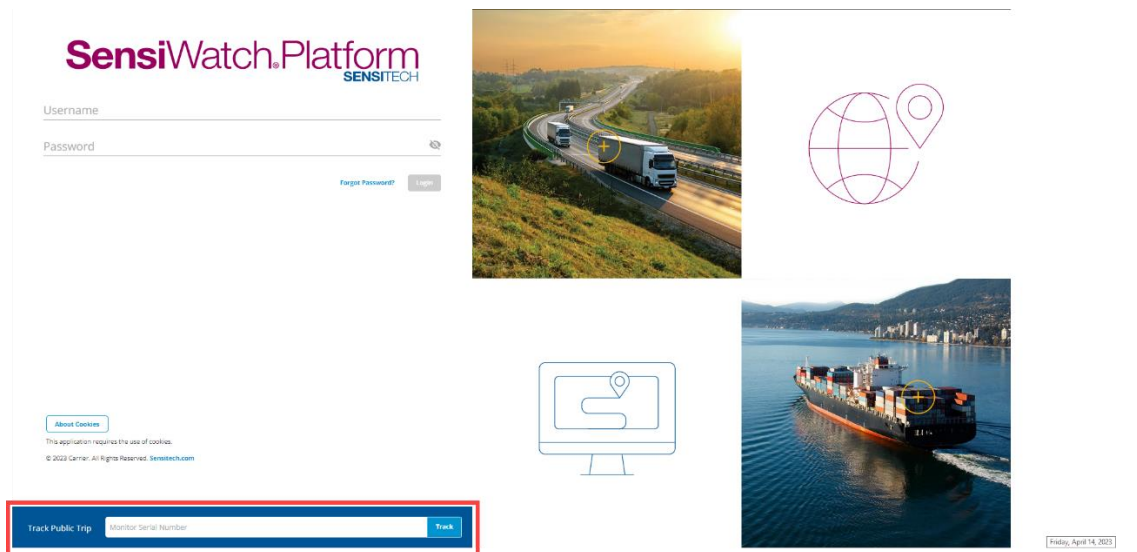 SensiWatch® Platform
SENSITECH
Username
Password
Forgot Password?
Login
About Cookies
This application requires the use of cookies.
© 2023 Carrier. All Rights Reserved. Sensitech.com
Track Public Trip
Monitor Serial Number
Track
Friday, April 14, 2023